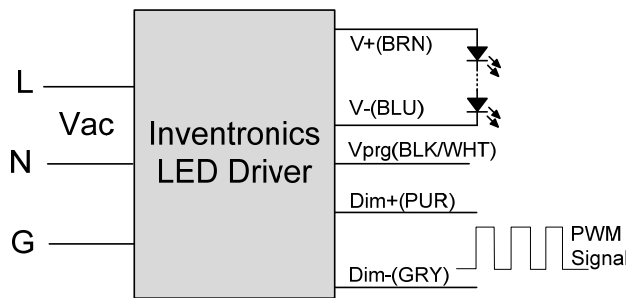 L
Vac
N
G
Inventronics
LED Driver
V+(BRN)
V-(BLU)
Vprg(BLK/WHT)
Dim+(PUR)
Dim-(GRY)
PWM
Signal